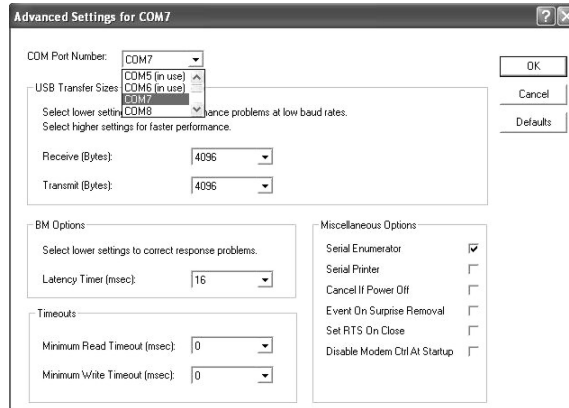 Advanced Settings for COM7
COM Port Number:
COM7
COM5 (in use)
COM6 (in use)
COM7
COM8
OK
Cancel
Defaults
USB Transfer Sizes
Select lower settin mance problems at low baud rates.
Select higher settings for faster performance.
Receive (Bytes):
4096
Transmit (Bytes):
4096
BM Options
Select lower settings to correct response problems.
Latency Timer (msec):
16
Timeouts
Minimum Read Timeout (msec):
0
Minimum Write Timeout (msec):
0
Miscellaneous Options
Serial Enumerator
Serial Printer
Cancel If Power Off
Event On Surprise Removal
Set RTS On Close
Disable Modem Ctrl At Startup